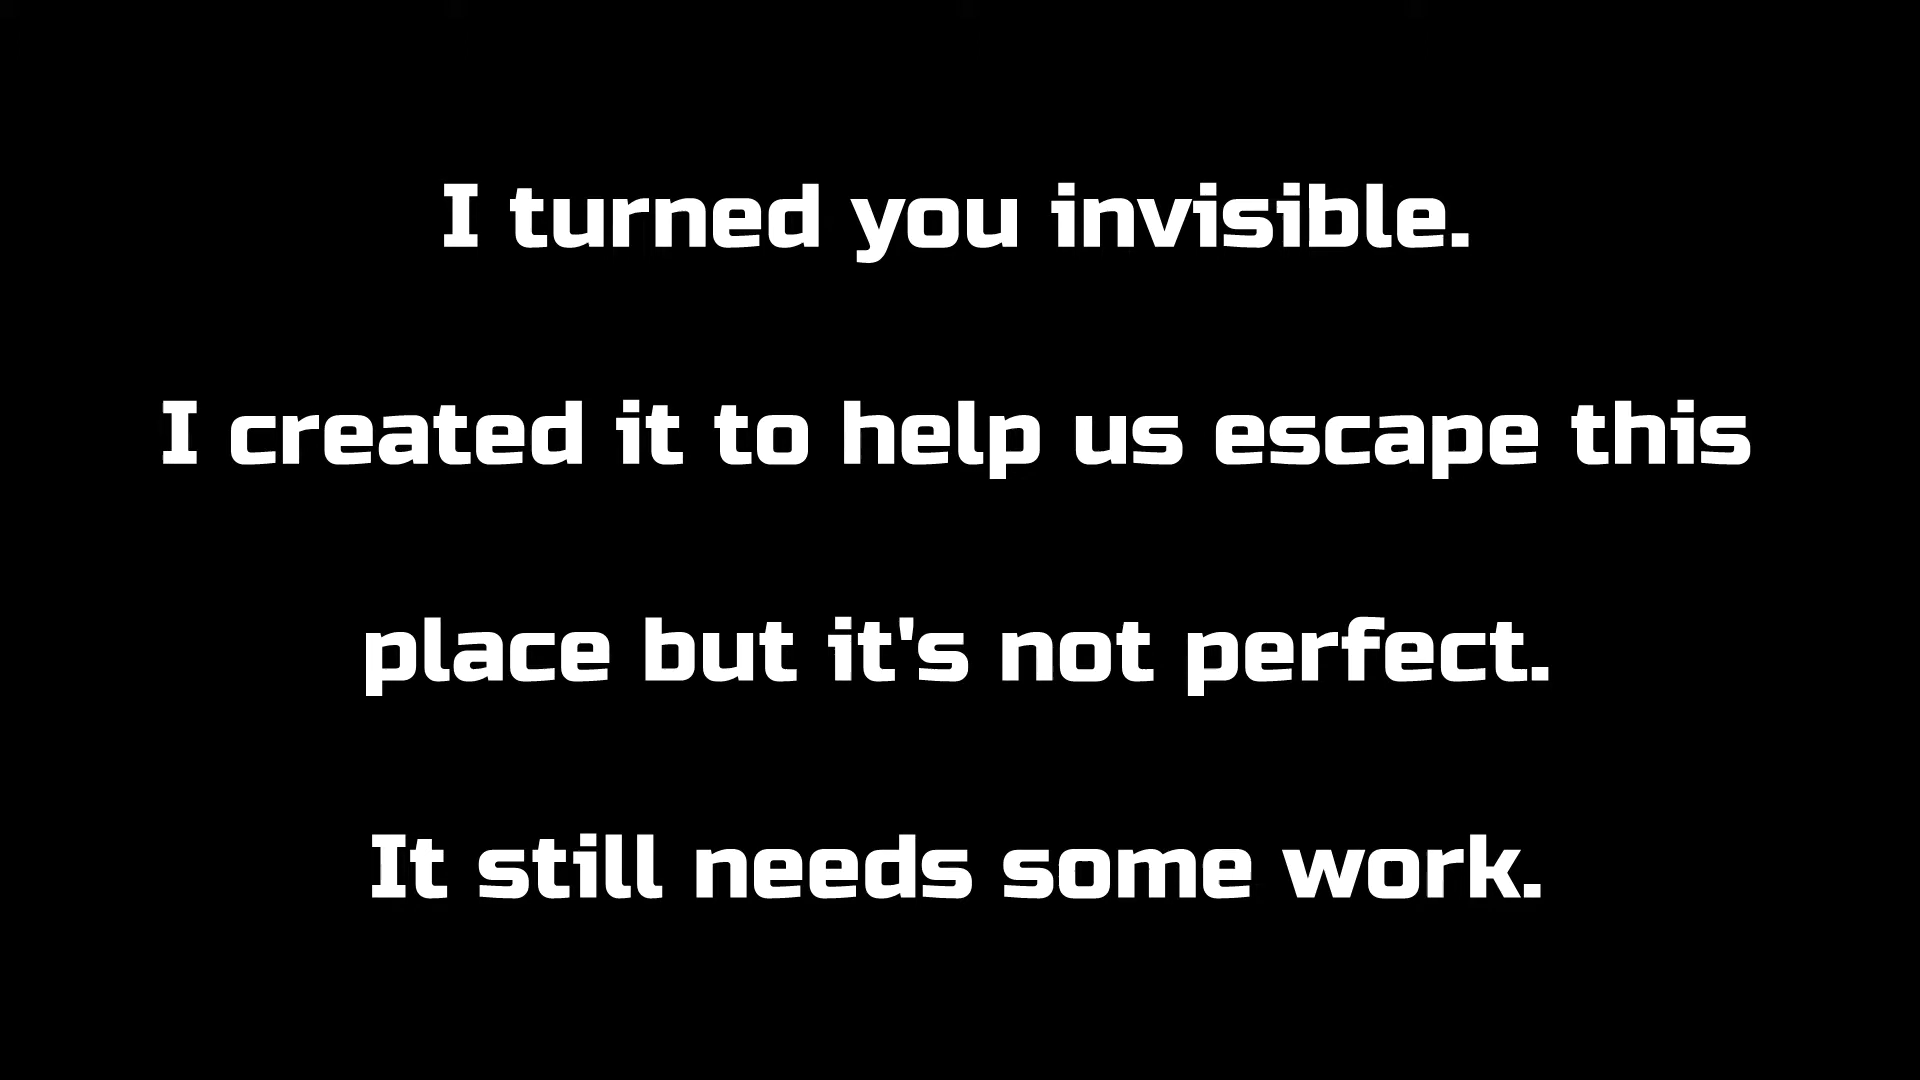 I turned you invisible.
I created it to help us escape this
place but it's not perfect.
It still needs some work.